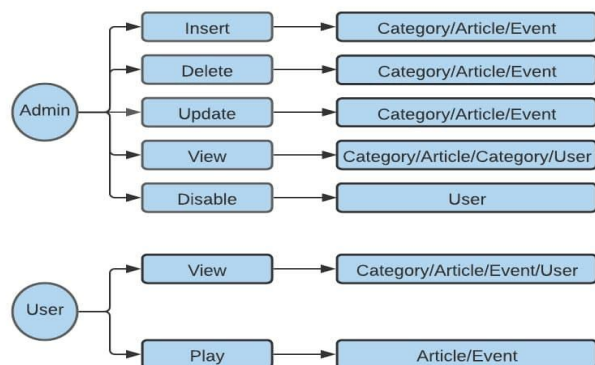 Insert
Category/Article/Event
Delete
Category/Article/Event
Admin
Update
Category/Article/Event
View
Category/Article/Category/User
Disable
User
View
Category/Article/Event/User
User
Play
Article/Event